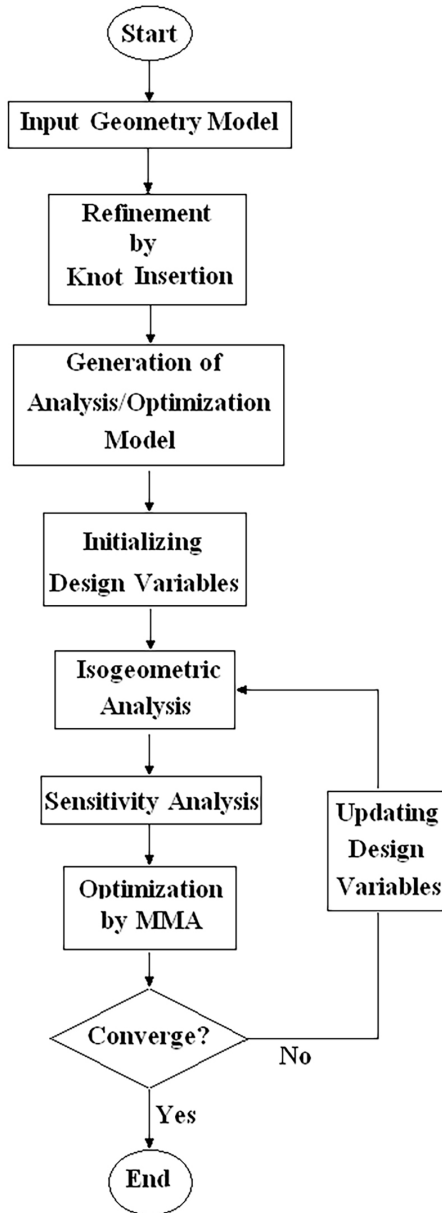 Start
Input Geometry Model
Refinement
by
Knot Insertion
Generation of
Analysis/Optimization
Model
Initializing
Design Variables
Isogeometric
Analysis
Sensitivity Analysis
Optimization
by MMA
Updating
Design
Variables
Converge?
No
Yes
End